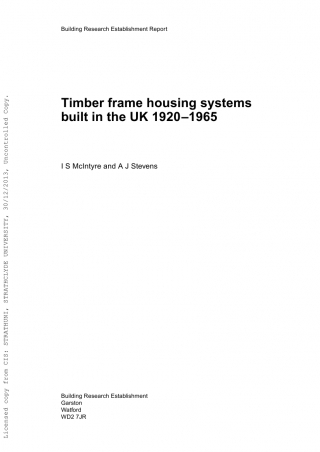 Building Research Establishment Report
Timber frame housing systems
built in the UK 1920–1965
I S McIntyre and A J Stevens
Building Research Establishment
Garston
Watford
WD2 7JR
Licensed copy from CIS: STRATHUNI, STRATHCLYDE UNIVERSITY, 30/12/2013, Uncontrolled Copy.